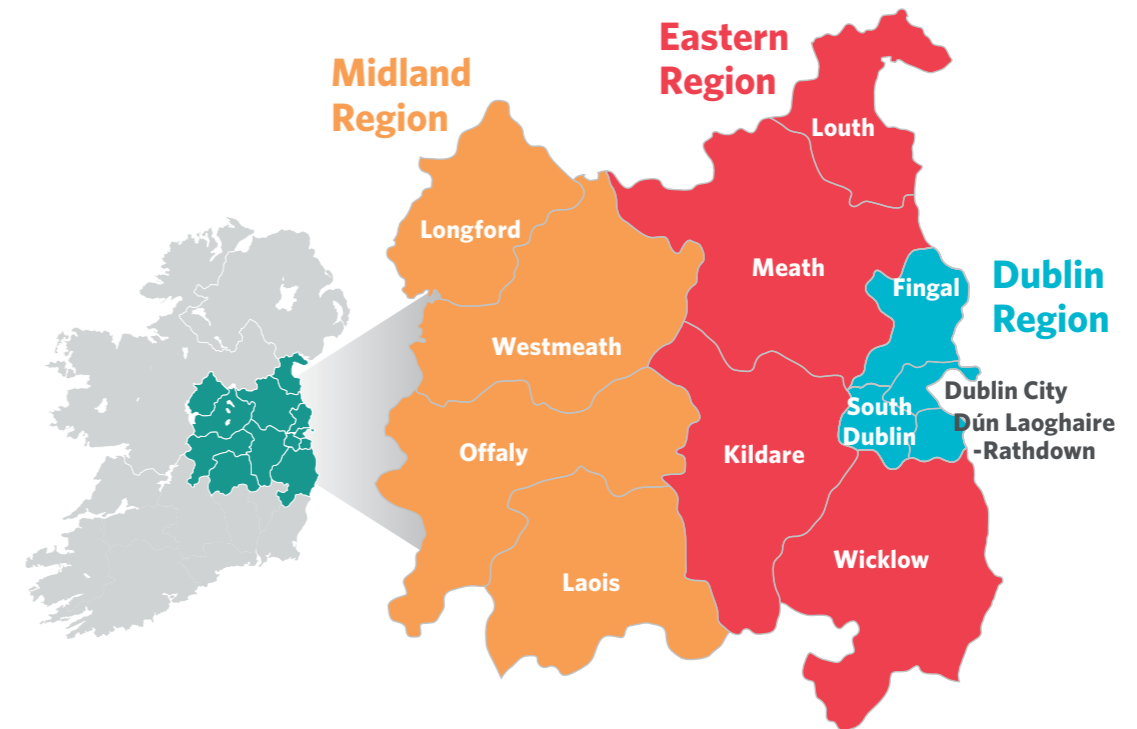 Midland
Region
Eastern
Region
Louth
Longford
Meath
Fingal
Dublin
Region
Westmeath
Dublin City
South
Dublin
Dún Laoghaire
-Rathdown
Offaly
Kildare
Wicklow
Laois